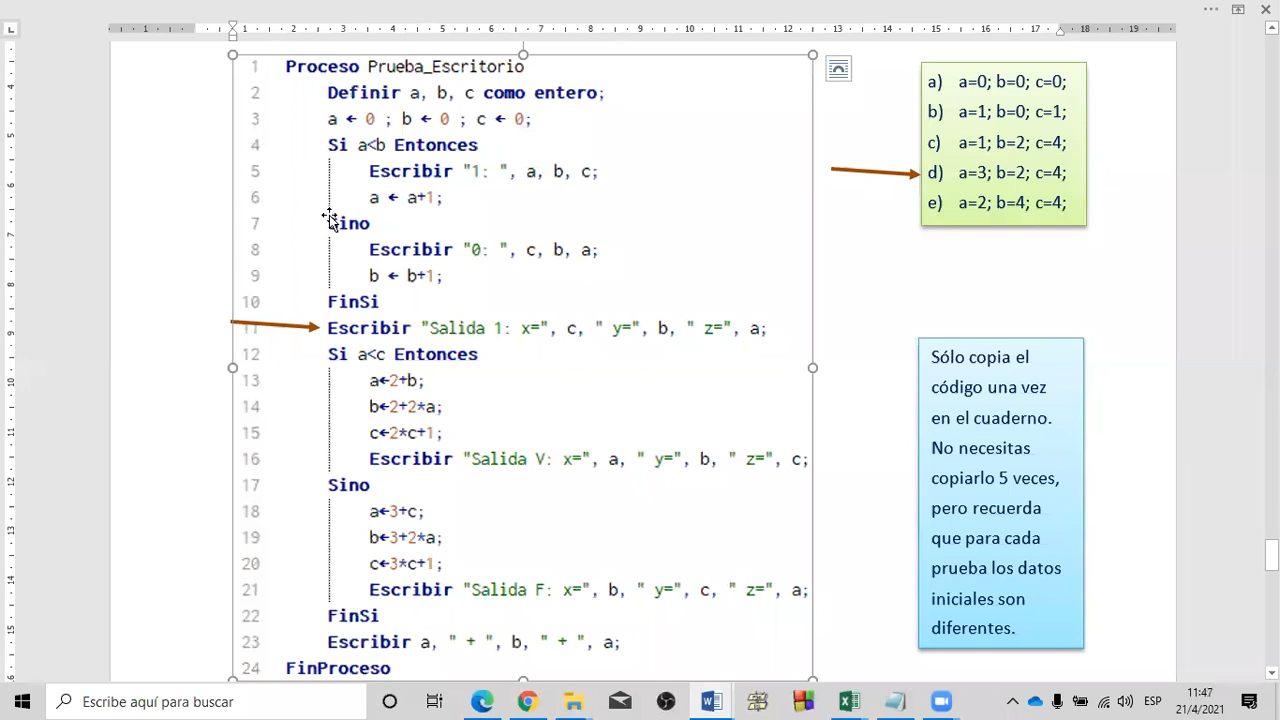 1 Proceso Prueba_Escritorio
2 Definir a, b, c como entero;
3 a ← 0 ; b ← 0 ; c ← 0;
4 Si a<b Entonces
5 Escribir "1: ", a, b, c;
6 a ← a+1;
7 Sino
8 Escribir "0: ", c, b, a;
9 b ← b+1;
10 FinSi
11 Escribir "Salida 1: x=", c, " y=", b, " z=", a;
12 Si a<c Entonces
13 a←2+b;
14 b←2+2*a;
15 c←2*c+1;
16 Escribir "Salida V: x=", a, " y=", b, " z=", c;
17 Sino
18 a←3+c;
19 b←3+2*a;
20 c←3*c+1;
21 Escribir "Salida F: x=", b, " y=", c, " z=", a;
22 FinSi
23 Escribir a, " + ", b, " + ", a;
24 FinProceso
a) a=0; b=0; c=0;
b) a=1; b=0; c=1;
c) a=1; b=2; c=4;
d) a=3; b=2; c=4;
e) a=2; b=4; c=4;
Sólo copia el
código una vez
en el cuaderno.
No necesitas
copiarlo 5 veces,
pero recuerda
que para cada
prueba los datos
iniciales son
diferentes.
Escribe aquí para buscar
ESP
11:47
21/4/2021